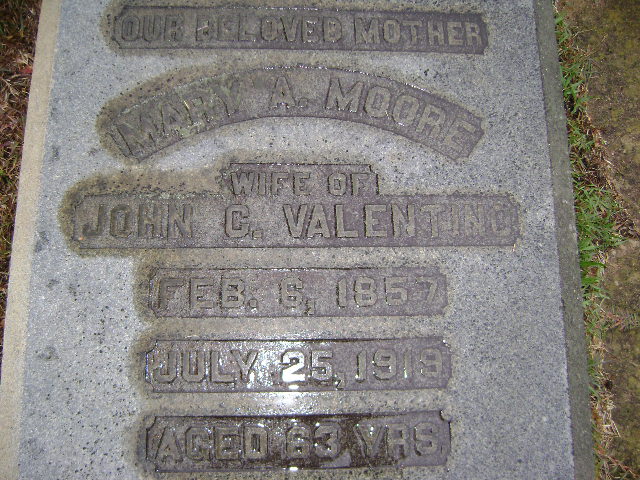 OUR BELOVED MOTHER
MARY A. MOORE
WIFE OF
JOHN C. VALENTINO
FEB. 6, 1857
JULY 25, 1919
AGED 63 YRS